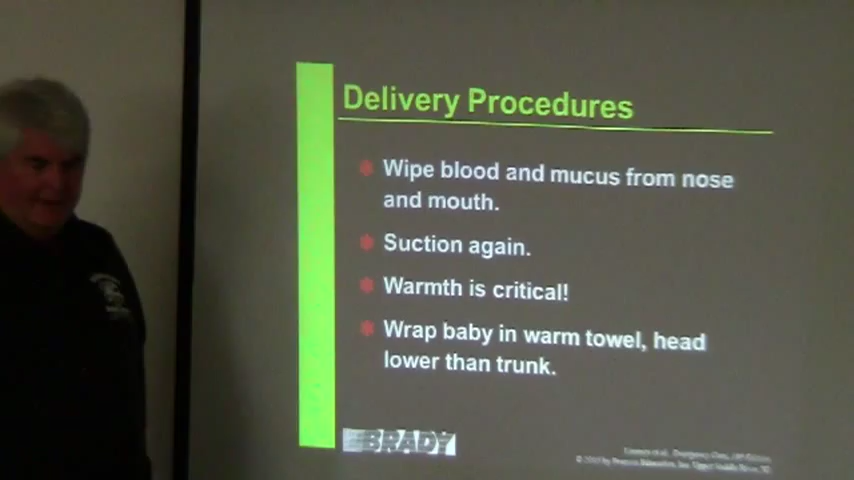 Delivery Procedures
Wipe blood and mucus from nose
and mouth.
Suction again.
Warmth is critical!
Wrap baby in warm towel, head
lower than trunk.
BRADY